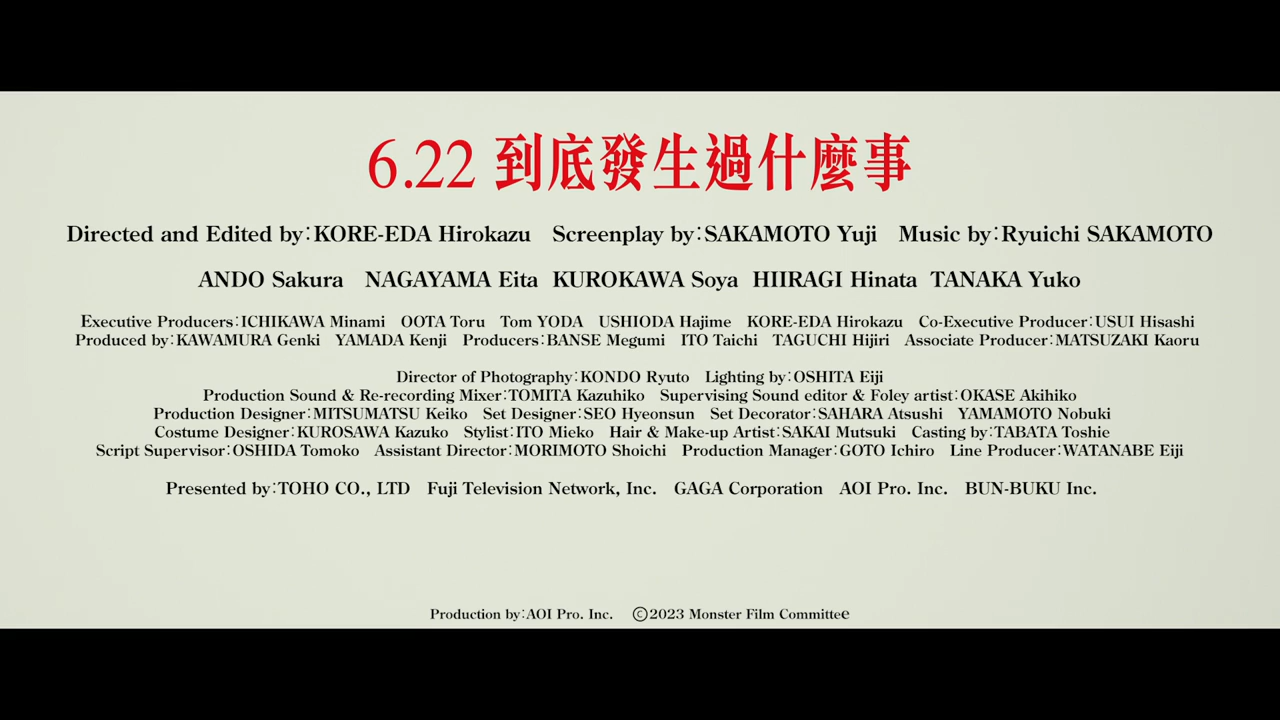 6.22 到底發生過什麼事
Directed and Edited by:KORE-EDA Hirokazu Screenplay by:SAKAMOTO Yuji Music by:Ryuichi SAKAMOTO
ANDO Sakura NAGAYAMA Eita KUROKAWA Soya HIIRAGI Hinata TANAKA Yuko
Executive Producers:ICHIKAWA Minami OOTA Toru Tom YODA USHIODA Hajime KORE-EDA Hirokazu Co-Executive Producer:USUI Hisashi
Produced by:KAWAMURA Genki YAMADA Kenji Producers:BANSE Megumi ITO Taichi TAGUCHI Hijiri Associate Producer:MATSUZAKI Kaoru
Director of Photography:KONDO Ryuto Lighting by:OSHITA Eiji
Production Sound & Re-recording Mixer:TOMITA Kazuhiko Supervising Sound editor & Foley artist:OKASE Akihiko
Production Designer:MITSUMATSU Keiko Set Designer:SEO Hyeonsun Set Decorator:SAHARA Atsushi YAMAMOTO Nobuki
Costume Designer:KUROSAWA Kazuko Stylist:ITO Mieko Hair & Make-up Artist:SAKAI Mutsuki Casting by:TABATA Toshie
Script Supervisor:OSHIDA Tomoko Assistant Director:MORIMOTO Shoichi Production Manager:GOTO Ichiro Line Producer:WATANABE Eiji
Presented by:TOHO CO., LTD Fuji Television Network, Inc. GAGA Corporation AOI Pro. Inc. BUN-BUKU Inc.
Production by:AOI Pro. Inc. ©2023 Monster Film Committee